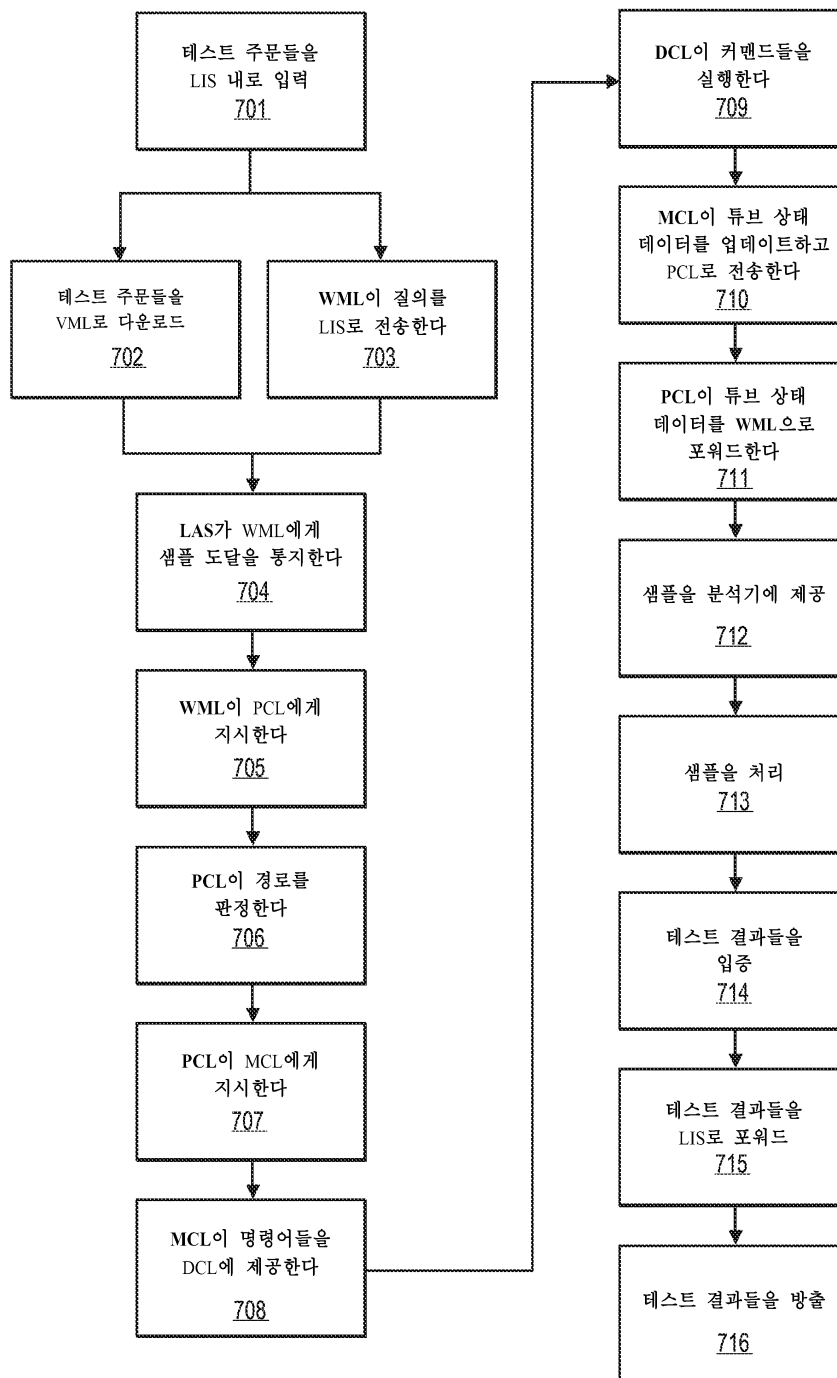 테스트 주문들을
LIS 내로 입력
701
테스트 주문들을
VML로 다운로드
702
WML이 질의를
LIS로 전송한다
703
LAS가 WML에게
샘플 도달을 통지한다
704
WML이 PCL에게
지시한다
705
PCL이 경로를
판정한다
706
PCL이 MCL에게
지시한다
707
MCL이 명령어들을
DCL에 제공한다
708
DCL이 커맨드들을
실행한다
709
MCL이 튜브 상태
데이터를 업데이트하고
PCL로 전송한다
710
PCL이 튜브 상태
데이터를 WML으로
포워드한다
711
샘플을 분석기에 제공
712
샘플을 처리
713
테스트 결과들을
입증
714
테스트 결과들을
LIS로 포워드
715
테스트 결과들을 방출
716